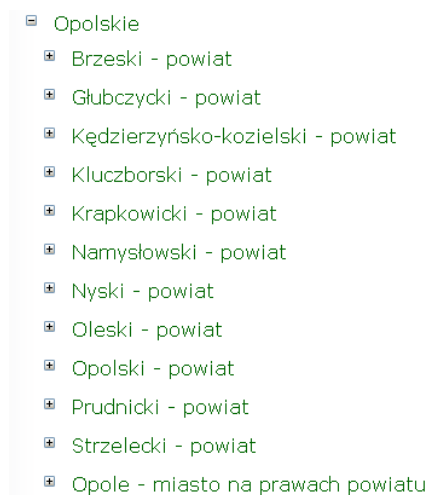 Opolskie
Brzeski - powiat
Głubczycki - powiat
Kędzierzyńsko-kozielski - powiat
Kluczborski - powiat
Krapkowicki - powiat
Namysłowski - powiat
Nyski - powiat
Oleski - powiat
Opolski - powiat
Prudnicki - powiat
Strzelecki - powiat
Opole - miasto na prawach powiatu